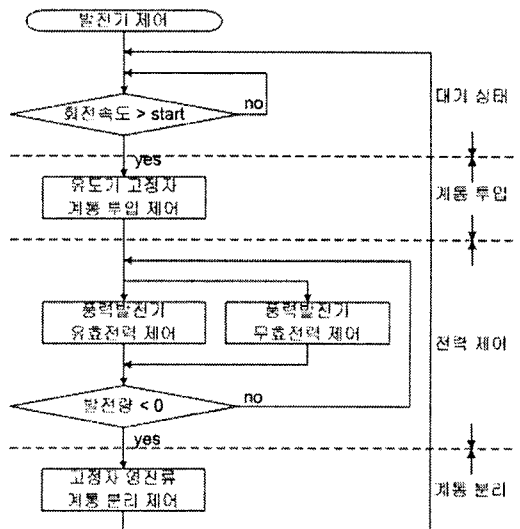 발전기 제어
no
회전속도 > start
대기 상태
yes
유도기 고정자
계통 투입 제어
계통 투입
풍력발전기
유효전력 제어
풍력발전기
무효전력 제어
전력 제어
발전량 < 0
no
yes
고정자 영전류
계통 분리 제어
계통 분리